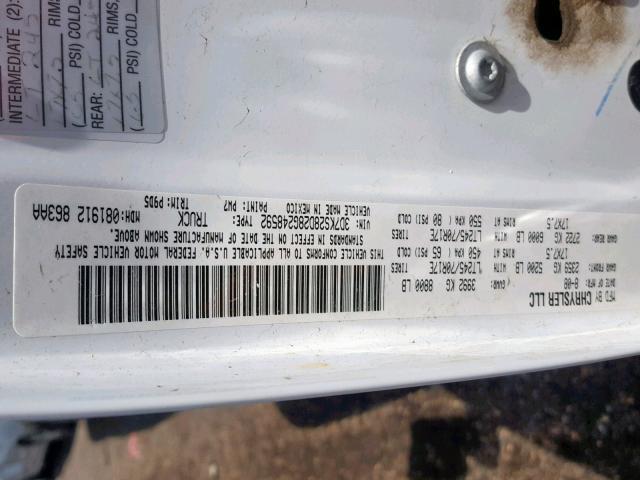 MFD BY CHRYSLER LLC
DATE OF MFR: 8-08 GVWR: 3992 KG 8800 LB
GAWR FRONT: 2359 KG 5200 LB WITH LT245/70R17E TIRES
17X7.5 RIMS AT 450 KPA( 65 PSI) COLD
GAWR REAR: 2722 KG 6000 LB WITH LT245/70R17E TIRES
17X7.5 RIMS AT 550 KPA( 80 PSI) COLD
THIS VEHICLE CONFORMS TO ALL APPLICABLE U.S.A. FEDERAL MOTOR VEHICLE SAFETY
STANDARDS IN EFFECT ON THE DATE OF MANUFACTURE SHOWN ABOVE.
VIN: 3D7KS28D28G248592 TYPE: TRUCK MDH:081912 863AA
VEHICLE MADE IN MEXICO PAINT: PW7 TRIM: P9D5
INTERMEDIATE (2):
RIMS
PSI) COLD
REAR:
RIMS,
PSI) COLD